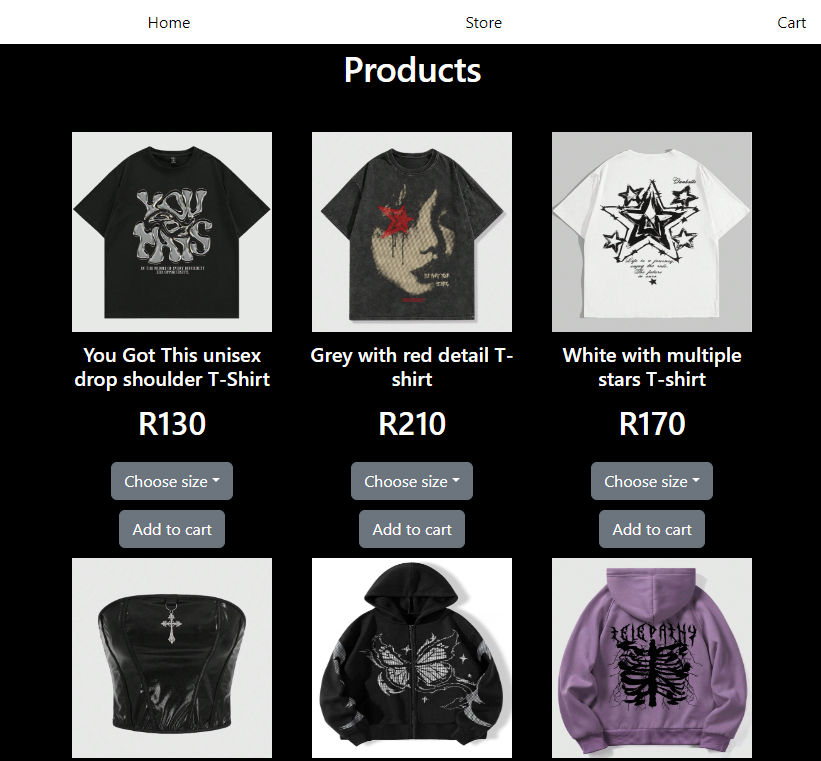 Home Store Cart
Products
YOU
You Got This unisex
drop shoulder T-Shirt
Grey with red detail T-
shirt
White with multiple
stars T-shirt
R130 R210 R170
Choose size Choose size Choose size
Add to cart Add to cart Add to cart
TELEPATHY